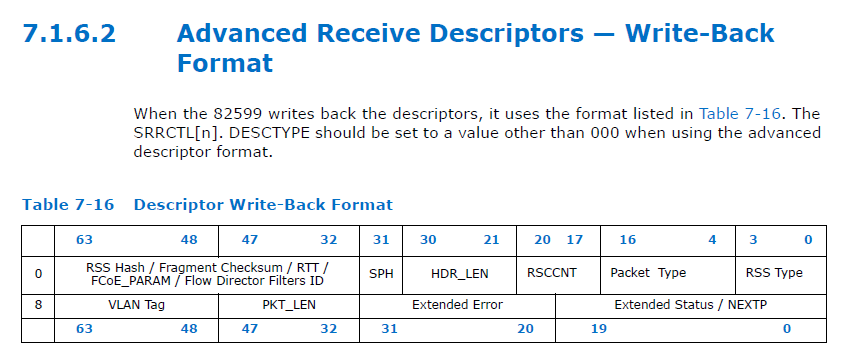 7.1.6.2 Advanced Receive Descriptors — Write-Back
Format
When the 82599 writes back the descriptors, it uses the format listed in Table 7-16. The
SRRCTL[n]. DESCTYPE should be set to a value other than 000 when using the advanced
descriptor format.
Table 7-16 Descriptor Write-Back Format
63 48 47 32 31 30 21 20 17 16 4 3 0
0 RSS Hash / Fragment Checksum / RTT /
FCoE_PARAM / Flow Director Filters ID SPH HDR_LEN RSCCNT Packet Type RSS Type
8 VLAN Tag PKT_LEN Extended Error Extended Status / NEXTP
63 48 47 32 31 20 19 0